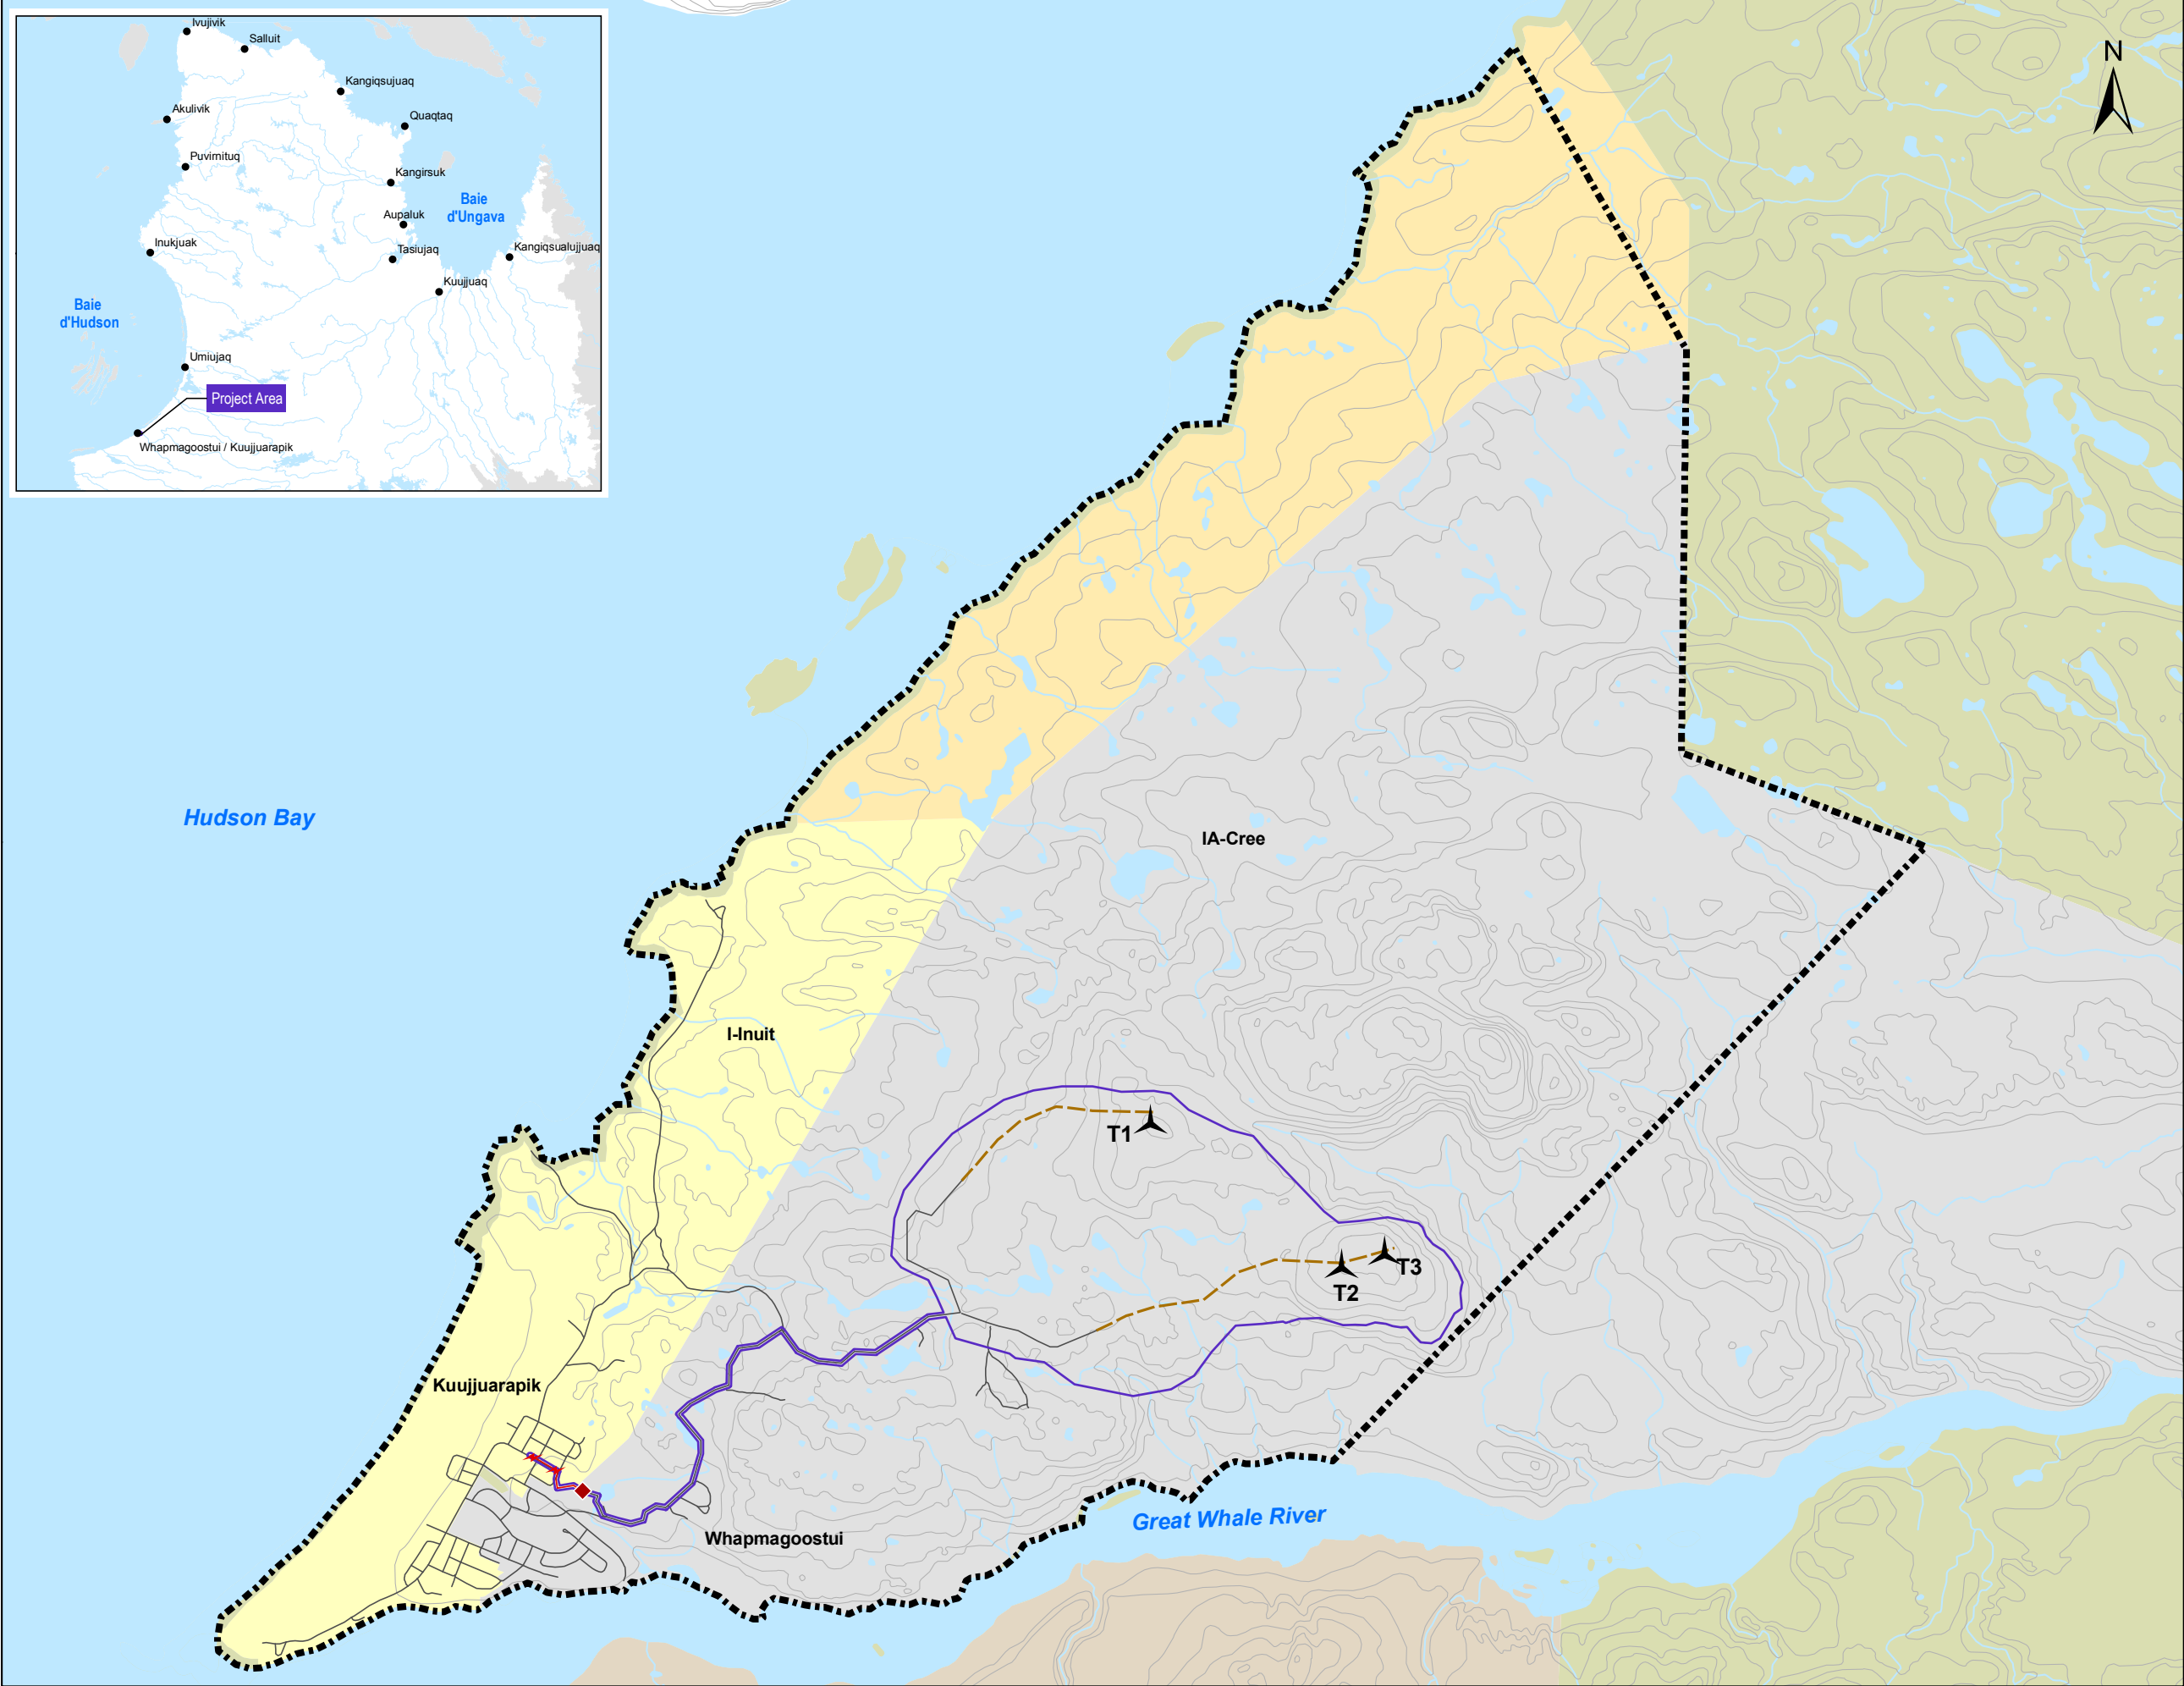 Ivujivik
Salluit
Kangiqsujuaq
Akulivik
Quaqtaq
Puvirnituq
Kangirsuk
Baie
d'Ungava
Aupaluk
Inukjuak
Tasiujaq
Kangiqsualujjuaq
Kuujjuaq
Baie
d'Hudson
Umiujaq
Project Area
Whapmagoostui / Kuujjuarapik
N
Hudson Bay
IA-Cree
I-Inuit
T1
T3
T2
Kuujjuarapik
Great Whale River
Whapmagoostui